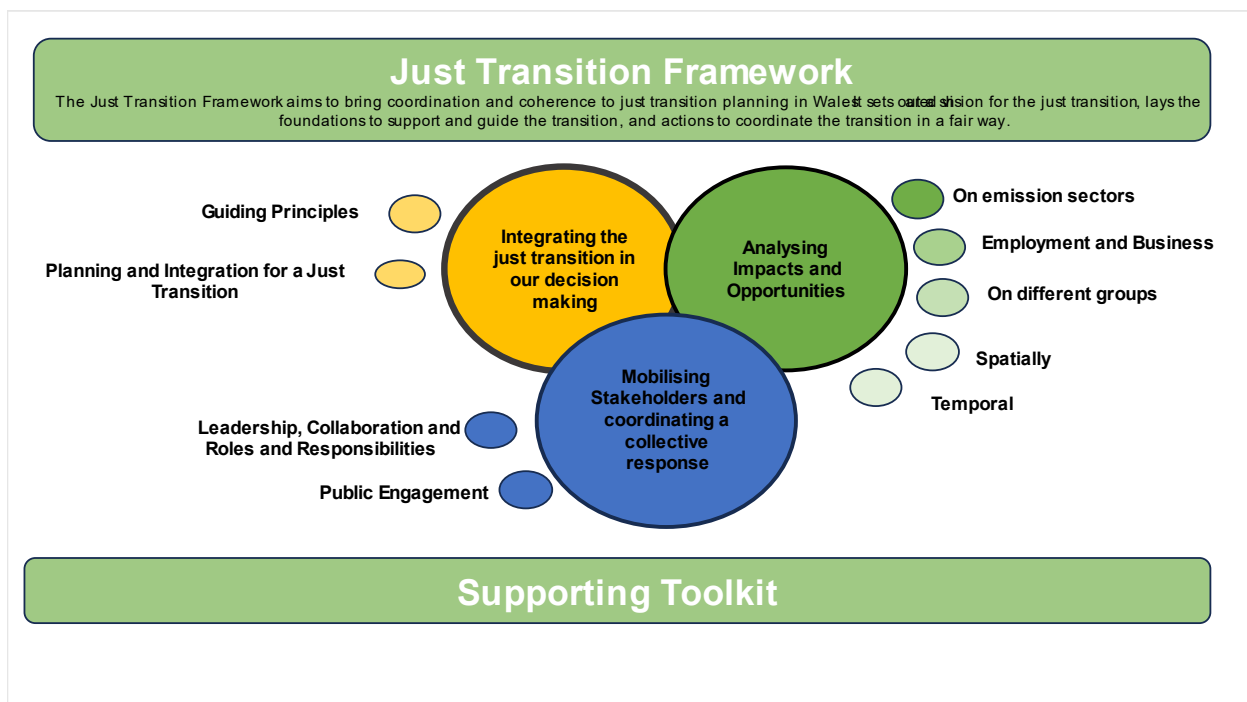 Just Transition Framework
The Just Transition Framework aims to bring coordination and coherence to just transition planning in Wales sets vision for the just transition, lays the
foundations to support and guide the transition, and actions to coordinate the transition in a fair way.
Guiding Principles
Planning and Integration for a Just
Transition
Integrating the
just transition in
our decision
making
Analysing
Impacts and
Opportunities
On emission sectors
Employment and Business
On different groups
Spatially
Temporal
Mobilising
Stakeholders and
coordinating a
collective
response
Leadership, Collaboration and
Roles and Responsibilities
Public Engagement
Supporting Toolkit